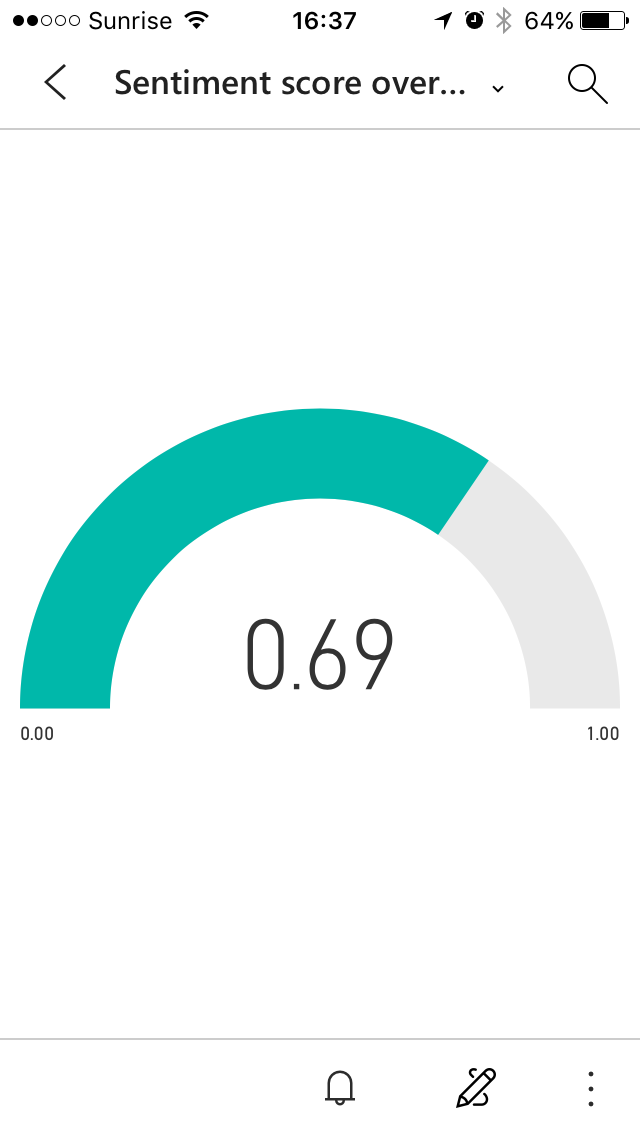 Sunrise 16:37 64%
Sentiment score over...
0.69
0.00 1.00